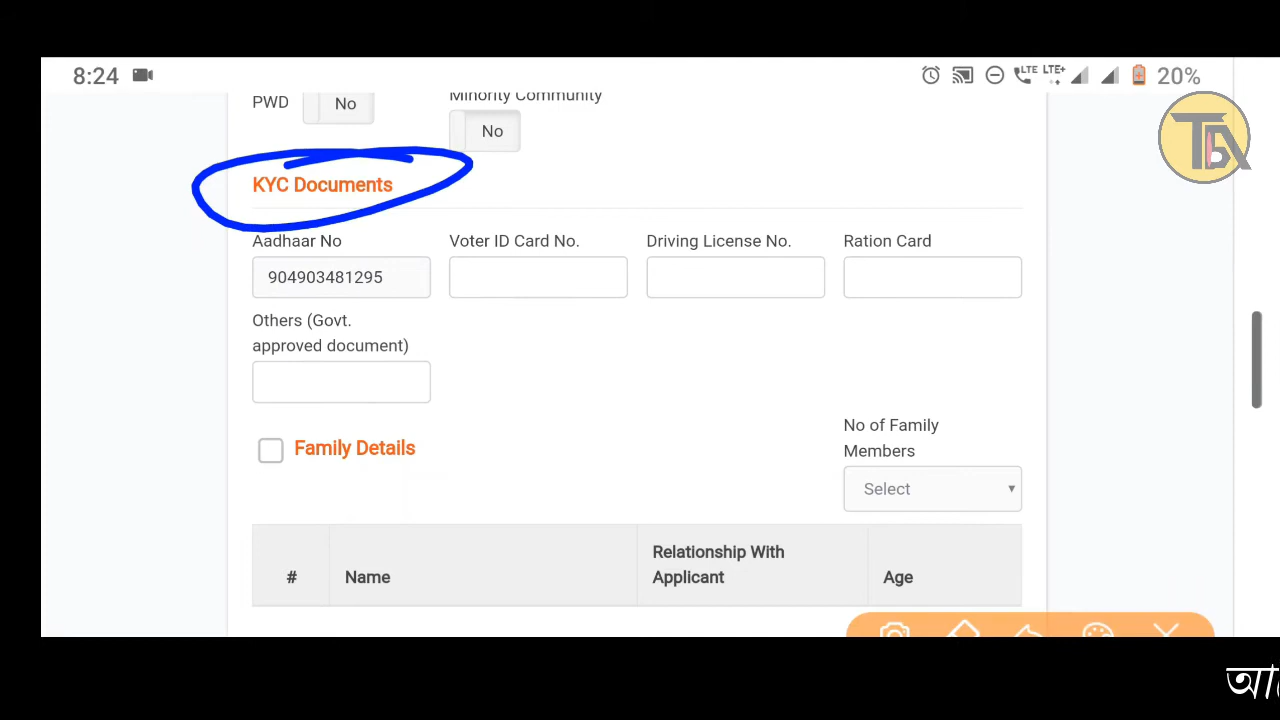 8:24 LTE LTE+ 20%
PWD No Minority Community
No
KYC Documents
Aadhaar No Voter ID Card No. Driving License No. Ration Card
904903481295
Others (Govt.
approved document)
Family Details
No of Family
Members
Select
# Name Relationship With
Applicant Age